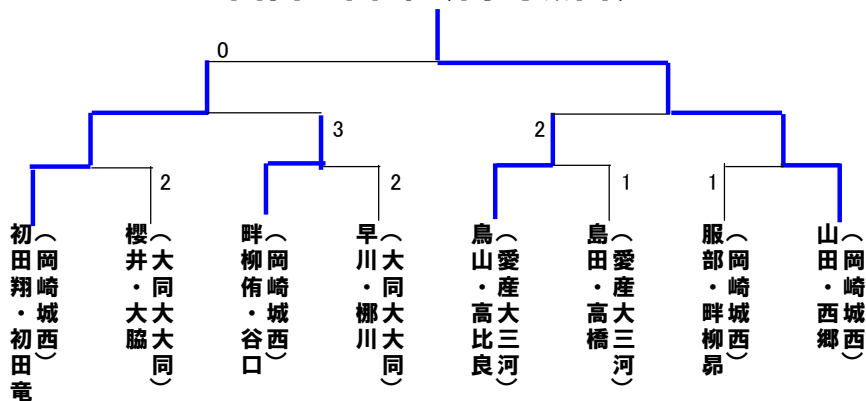 0
3
2
2
2
1
1
初田翔・初田竜
（岡崎城西）
櫻井・大脇
（大同大大同）
畔柳侑・谷口
（岡崎城西）
早川・梛川
（大同大大同）
鳥山・高比良
（愛産大三河）
島田・高橋
（愛産大三河）
服部・畔柳昴
（岡崎城西）
山田・西郷
（岡崎城西）